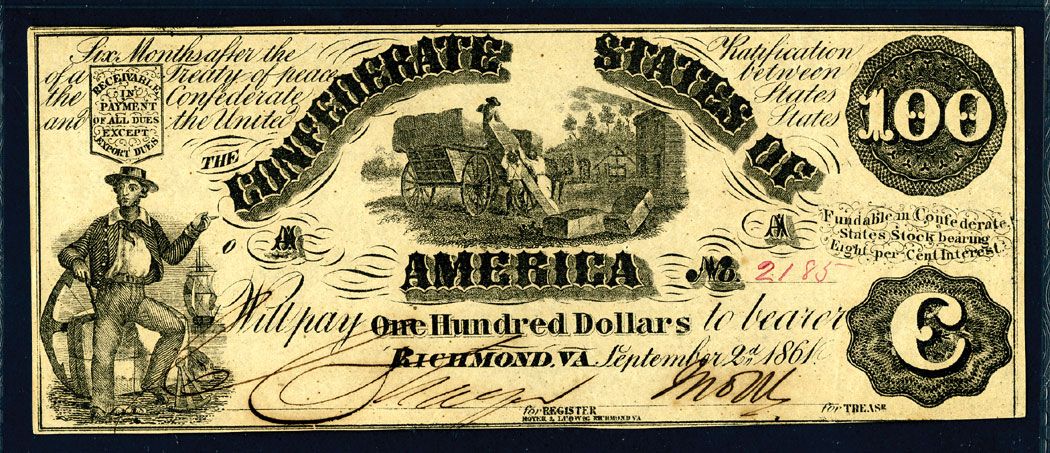 Six Months after the Ratification
of a Treaty of peace between
the Confederate States
and the United States
RECEIVABLE
IN
PAYMENT
OF ALL DUES
EXCEPT
EXPORT DUES
THE CONFEDERATE STATES OF
AMERICA
100
A
A
No. 2185
Fundable in Confederate
States Stock bearing
Eight per Cent Interest.
Will pay One Hundred Dollars to bearer
RICHMOND, VA September 2d 1861
C
for REGISTER
for TREASR
HOYER & LUDWIG, RICHMOND VA